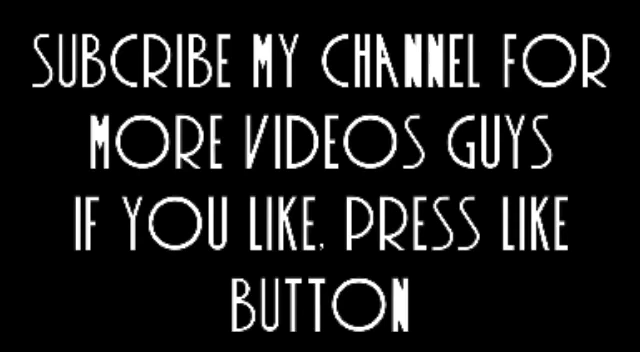 SUBCRIBE MY CHANNEL FOR
MORE VIDEOS GUYS
IF YOU LIKE, PRESS LIKE
BUTTON